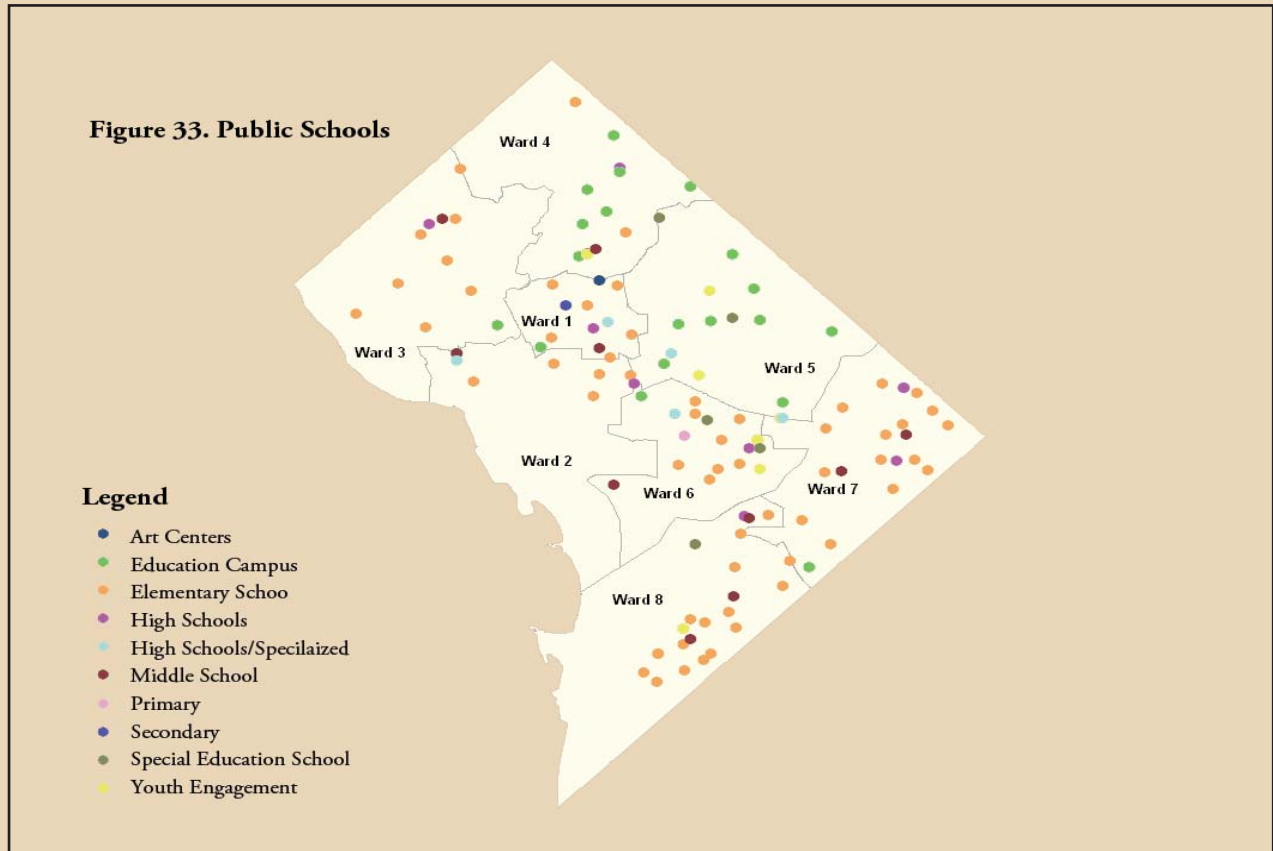 Figure 33. Public Schools
Ward 4
Ward 1
Ward 3
Ward 5
Ward 2
Ward 6
Ward 7
Ward 8
Legend
Art Centers
Education Campus
Elementary Schoo
High Schools
High Schools/Specilaized
Middle School
Primary
Secondary
Special Education School
Youth Engagement